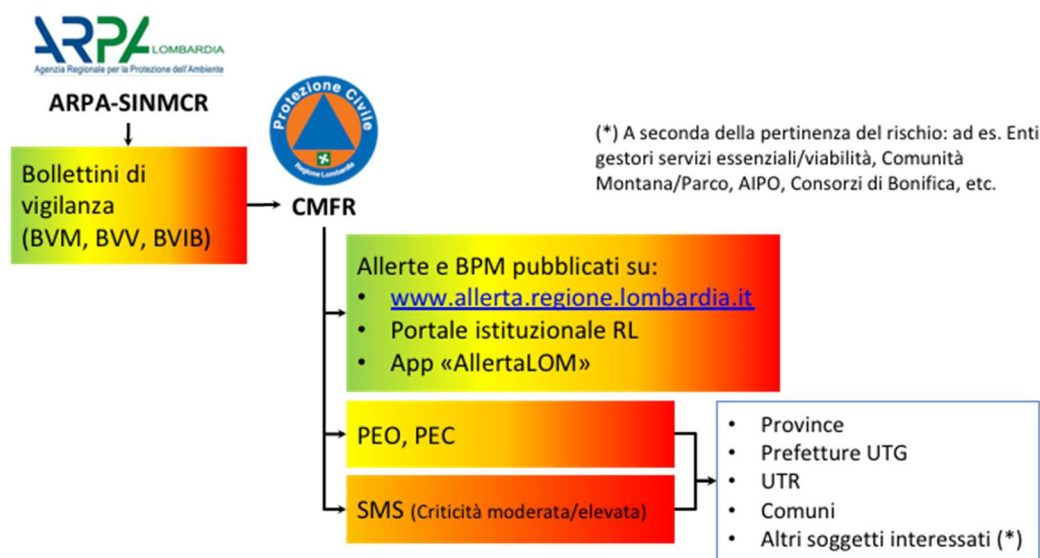 ARPA LOMBARDIA
Agenzia Regionale per la Protezione dell'Ambiente
ARPA-SINMCR
Bollettini di
vigilanza
(BVM, BVV, BVIB)
Protezione Civile
Regione Lombardia
CMFR
(*) A seconda della pertinenza del rischio: ad es. Enti
gestori servizi essenziali/viabilità, Comunità
Montana/Parco, AIPO, Consorzi di Bonifica, etc.
Allerte e BPM pubblicati su:
• www.allerta.regione.lombardia.it
• Portale istituzionale RL
• App «AllertaLOM»
PEO, PEC
SMS (Criticità moderata/elevata)
• Province
• Prefetture UTG
• UTR
• Comuni
• Altri soggetti interessati (*)